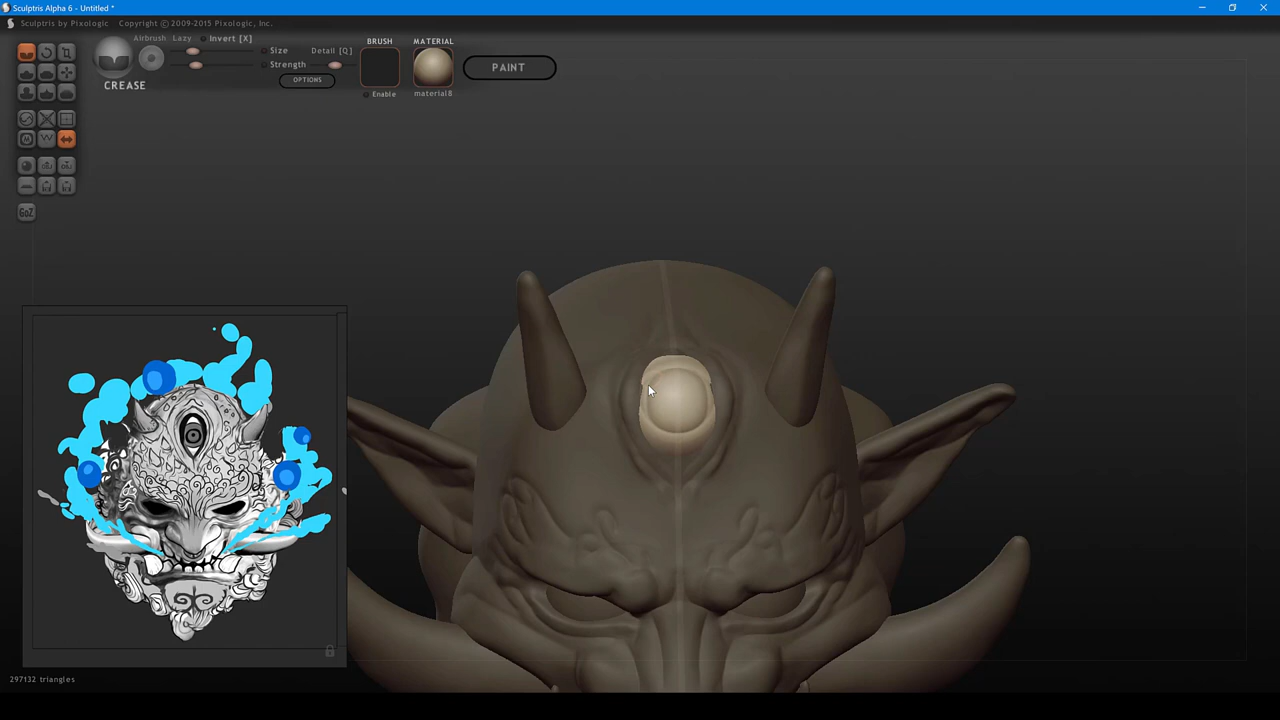 Sculptris Alpha 6 - Untitled *
Sculptris by Pixologic Copyright © 2009-2015 Pixologic, Inc.
Airbrush Lazy Invert [X]
Size Detail [Q]
Strength
OPTIONS
CREASE
BRUSH
Enable
MATERIAL
material8
PAINT
GoZ
297132 triangles